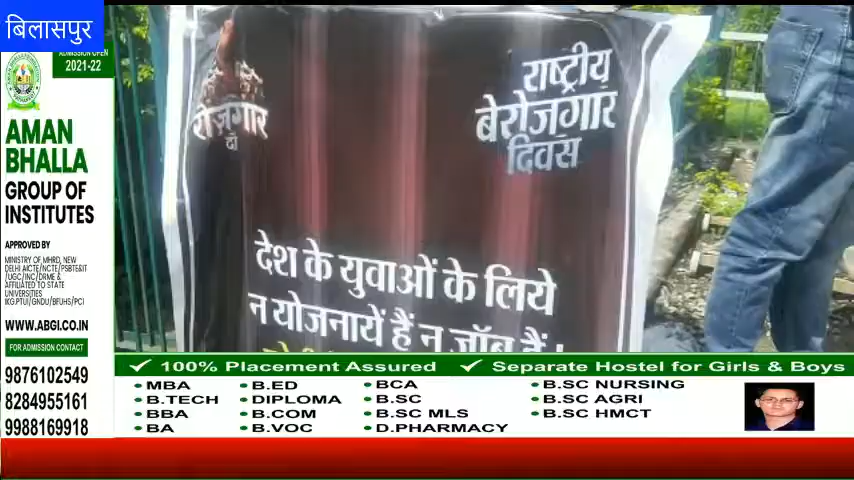 बिलासपुर
ADMISSION OPEN
2021-22
AMAN
BHALLA
GROUP OF
INSTITUTES
APPROVED BY
MINISTRY OF MHRD, NEW
DELHI AICTE/NCTE/PSBTE&IT
/UGC/INC/DRME &
AFFILIATED TO STATE
UNIVERSITIES
IKG.PTU/GNDU/BFUHS/PCI
WWW.ABGI.CO.IN
FOR ADMISSION CONTACT
9876102549
8284955161
9988169918
रोज़गार
दो
राष्ट्रीय
बेरोजगार
दिवस
देश के युवाओं के लिये
न योजनायें हैं न जॉब हैं।
✓ 100% Placement Assured ✓ Separate Hostel for Girls & Boys
• MBA • B.ED • BCA • B.SC NURSING
• B.TECH • DIPLOMA • B.SC • B.SC AGRI
• BBA • B.COM • B.SC MLS • B.SC HMCT
• BA • B.VOC • D.PHARMACY